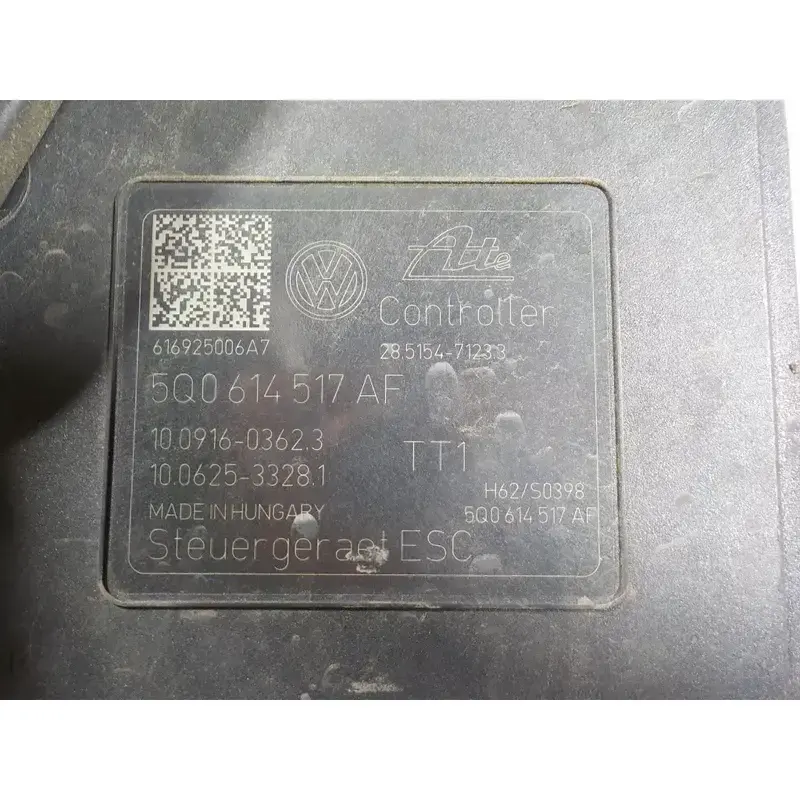 VW
Ate
Controller
616925006A7
28.5154-7123.3
5Q0 614 517 AF
10.0916-0362.3
TT1
10.0625-3328.1
H62/S0398
MADE IN HUNGARY
5Q0 614 517 AF
Steuergeraet ESC